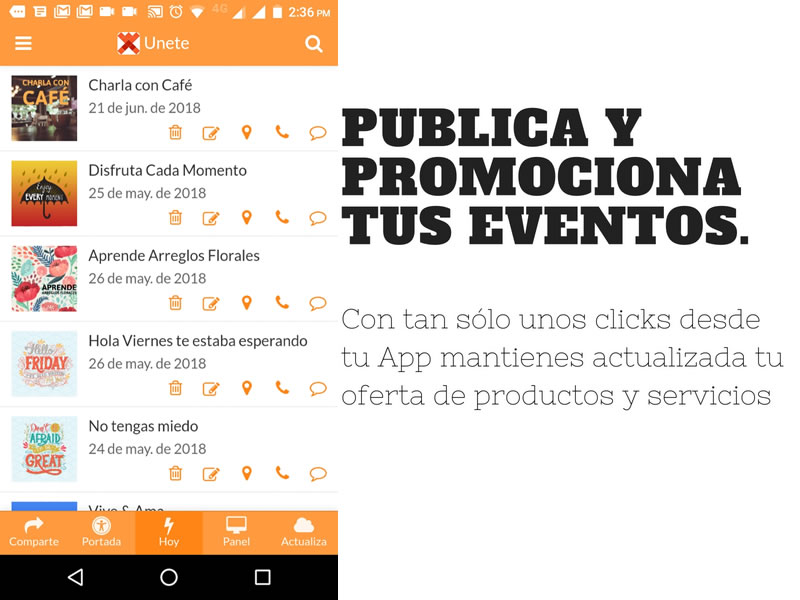 4G 2:36 PM
Unete
CHARLA CON
CAFÉ
Charla con Café
21 de jun. de 2018
Enjoy
EVERY MOMENT
Disfruta Cada Momento
25 de may. de 2018
APRENDE
ARREGLOS FLORALES
Aprende Arreglos Florales
26 de may. de 2018
Hello
FRIDAY
Hola Viernes te estaba esperando
26 de may. de 2018
Don't
BE
AFRAID
GREAT
No tengas miedo
24 de may. de 2018
Vive & Ama
Comparte Portada Hoy Panel Actualiza
PUBLICA Y
PROMOCIONA
TUS EVENTOS.
Con tan sólo unos clicks desde
tu App mantienes actualizada tu
oferta de productos y servicios